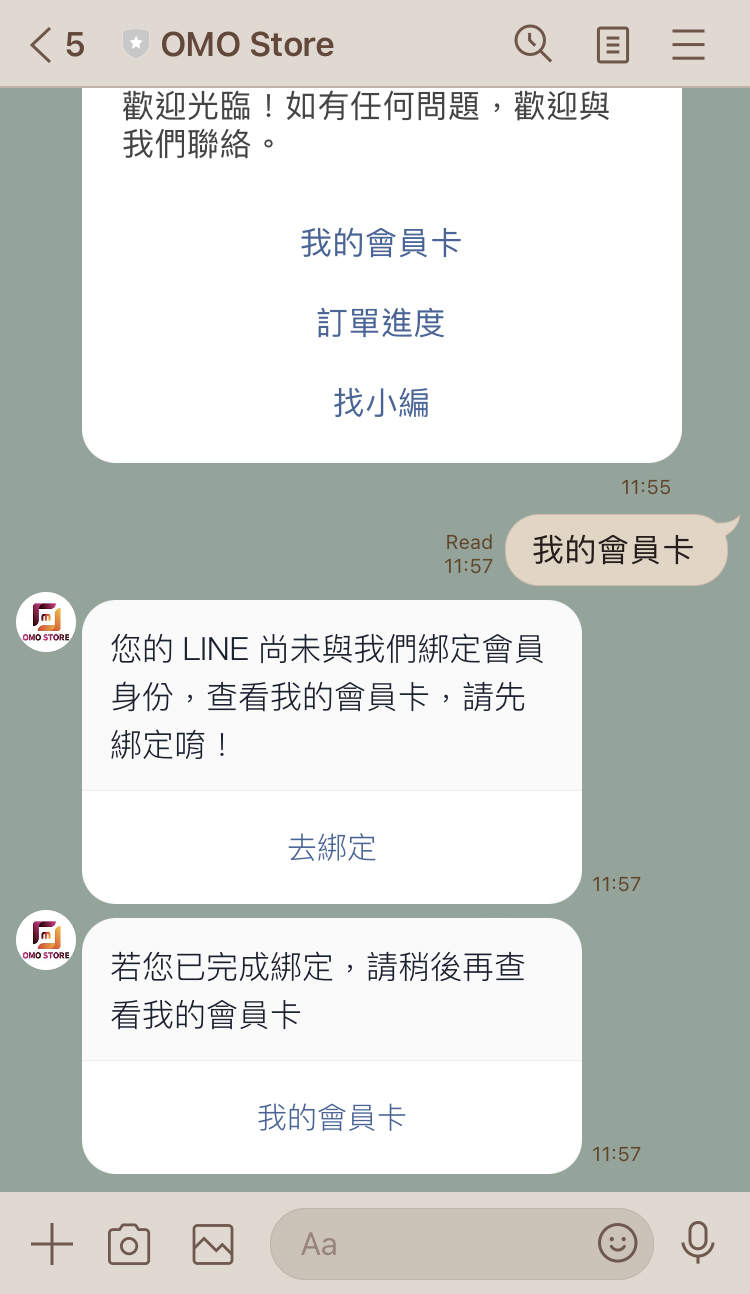 5
OMO Store
歡迎光臨！如有任何問題，歡迎與
我們聯絡。
我的會員卡
訂單進度
找小編
11:55
Read
11:57
我的會員卡
OMO STORE
您的 LINE 尚未與我們綁定會員
身份，查看我的會員卡，請先
綁定唷！
去綁定
11:57
OMO STORE
若您已完成綁定，請稍後再查
看我的會員卡
我的會員卡
11:57
Aa